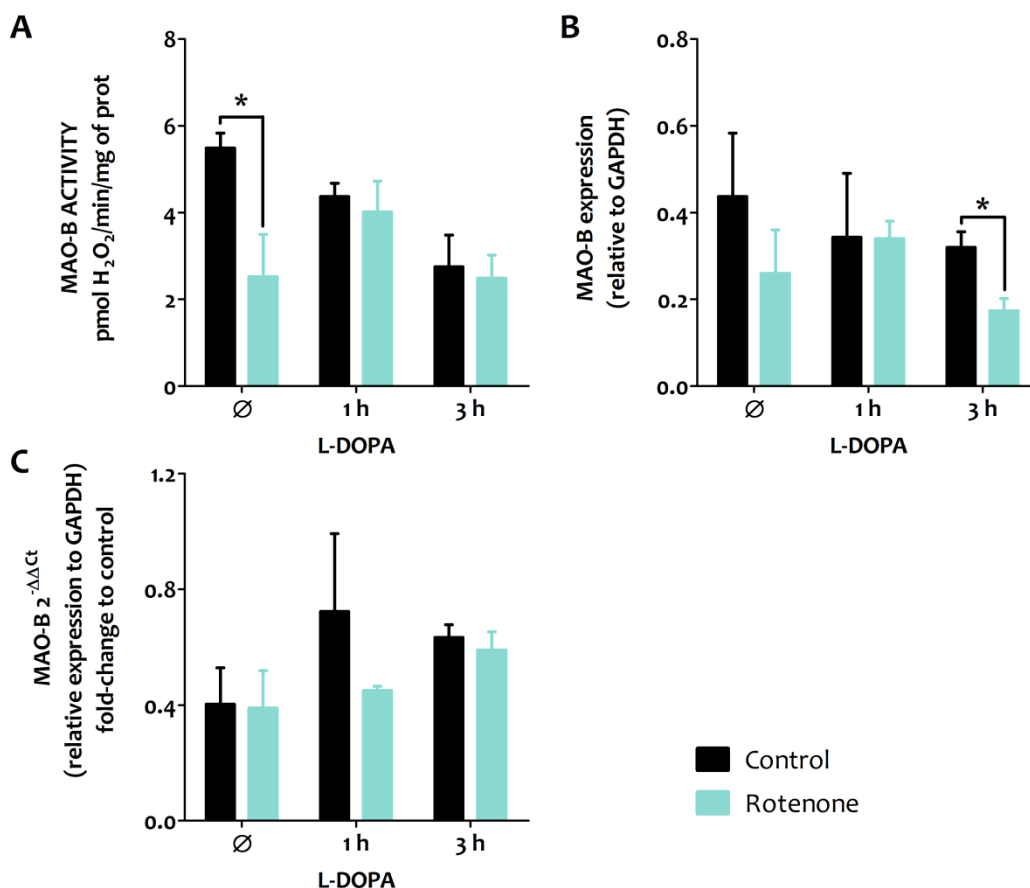 A
MAO-B ACTIVITY
pmol H₂O₂/min/mg of prot
8
6
4
2
0
*
∅
1 h
3 h
L-DOPA
B
MAO-B expression
(relative to GAPDH)
0.8
0.6
0.4
0.2
0.0
*
∅
1 h
3 h
L-DOPA
C
MAO-B 2^-ΔΔCt
(relative expression to GAPDH)
fold-change to control
1.2
0.8
0.4
0.0
∅
1 h
3 h
L-DOPA
Control
Rotenone